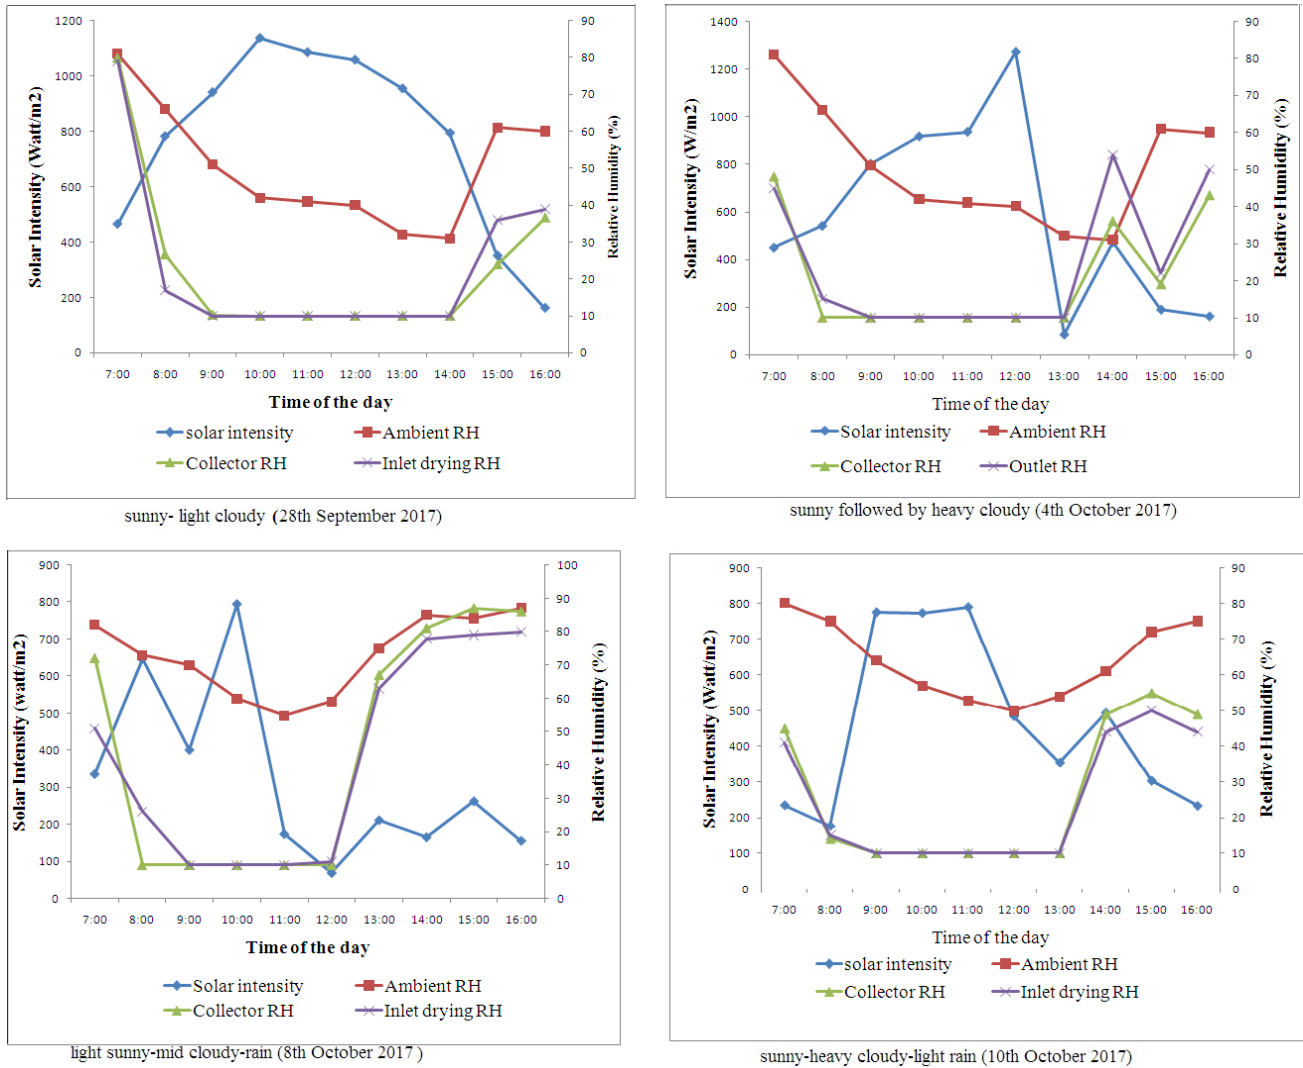 1200
1000
800
600
400
200
0
90
80
70
60
50
40
30
20
10
0
Solar Intensity (Watt/m2)
Relative Humidity (%)
7:00 8:00 9:00 10:00 11:00 12:00 13:00 14:00 15:00 16:00
Time of the day
solar intensity Ambient RH
Collector RH Inlet drying RH
sunny- light cloudy (28th September 2017)
1400
1200
1000
800
600
400
200
0
90
80
70
60
50
40
30
20
10
0
Solar Intensity (W/m2)
Relative Humidity (%)
7:00 8:00 9:00 10:00 11:00 12:00 13:00 14:00 15:00 16:00
Time of the day
Solar intensity Ambient RH
Collector RH Outlet RH
sunny followed by heavy cloudy (4th October 2017)
900
800
700
600
500
400
300
200
100
0
100
90
80
70
60
50
40
30
20
10
0
Solar Intensity (watt/m2)
Relative Humidity (%)
7:00 8:00 9:00 10:00 11:00 12:00 13:00 14:00 15:00 16:00
Time of the day
Solar intensity Ambient RH
Collector RH Inlet drying RH
light sunny-mid cloudy-rain (8th October 2017 )
900
800
700
600
500
400
300
200
100
0
90
80
70
60
50
40
30
20
10
0
Solar Intensity (Watt/m2)
Relative Humidity (%)
7:00 8:00 9:00 10:00 11:00 12:00 13:00 14:00 15:00 16:00
Time of the day
solar intensity Ambient RH
Collector RH Inlet drying RH
sunny-heavy cloudy-light rain (10th October 2017)